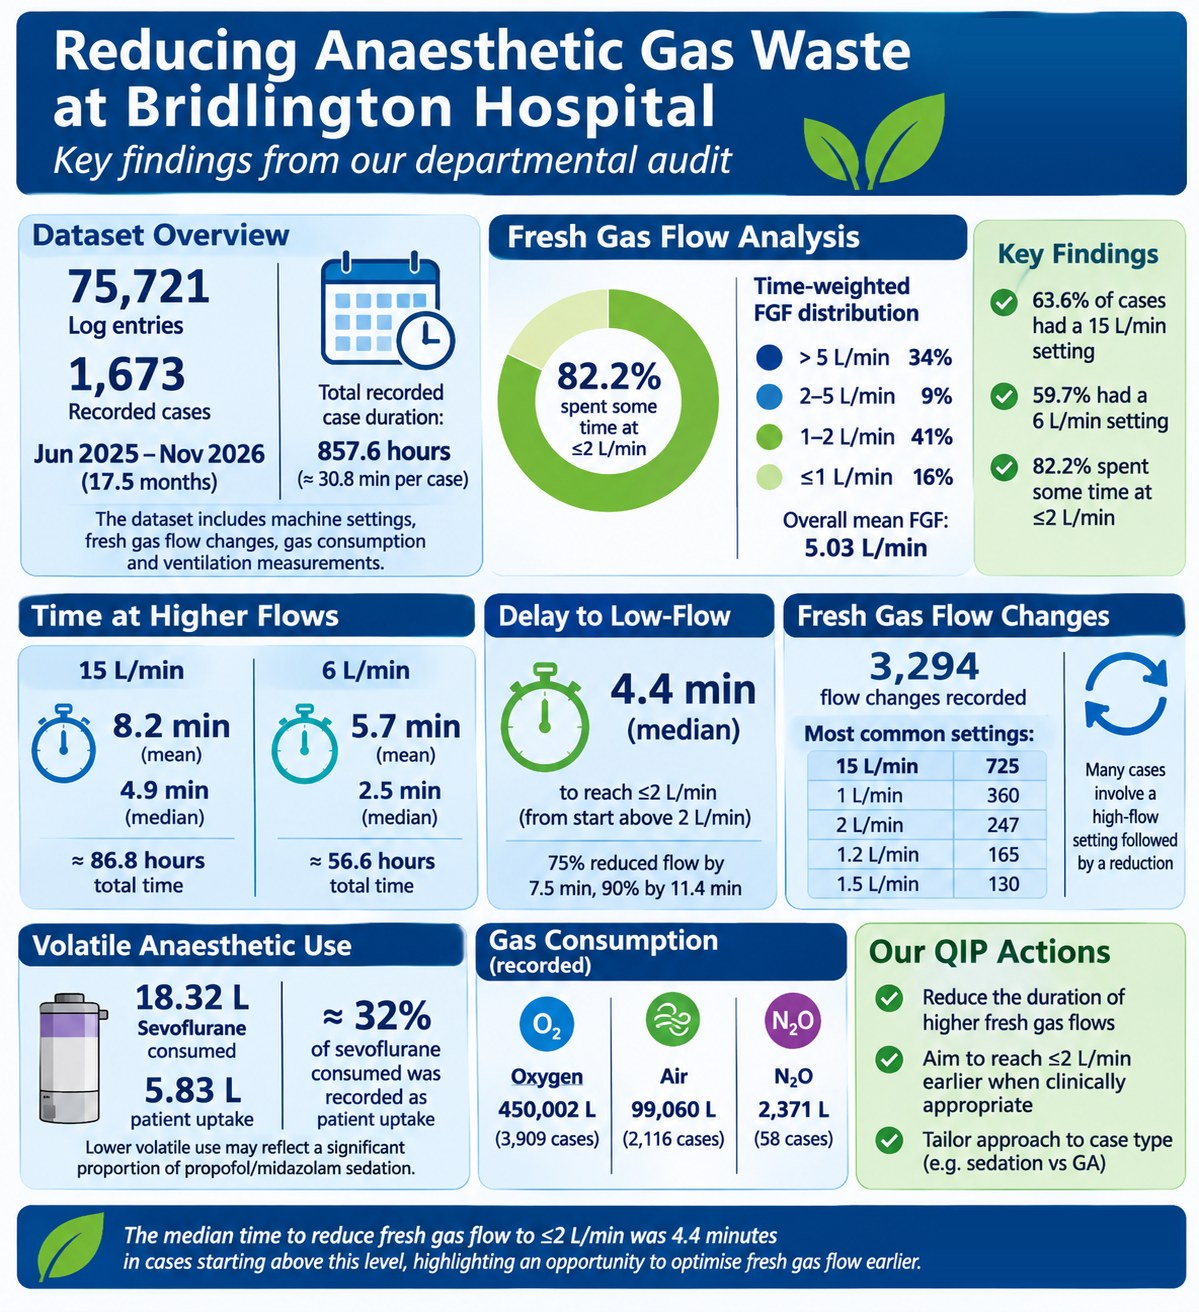 Reducing Anaesthetic Gas Waste
at Bridlington Hospital
Key findings from our departmental audit
Dataset Overview
75,721
Log entries
1,673
Recorded cases
Jun 2025 – Nov 2026
(17.5 months)
Total recorded
case duration:
857.6 hours
(≈ 30.8 min per case)
The dataset includes machine settings,
fresh gas flow changes, gas consumption
and ventilation measurements.
Fresh Gas Flow Analysis
82.2%
spent some
time at
≤2 L/min
Time-weighted
FGF distribution
> 5 L/min 34%
2–5 L/min 9%
1–2 L/min 41%
≤1 L/min 16%
Overall mean FGF:
5.03 L/min
Key Findings
63.6% of cases
had a 15 L/min
setting
59.7% had a
6 L/min setting
82.2% spent
some time at
≤2 L/min
Time at Higher Flows
15 L/min
8.2 min
(mean)
4.9 min
(median)
≈ 86.8 hours
total time
6 L/min
5.7 min
(mean)
2.5 min
(median)
≈ 56.6 hours
total time
Delay to Low-Flow
4.4 min
(median)
to reach ≤2 L/min
(from start above 2 L/min)
75% reduced flow by
7.5 min, 90% by 11.4 min
Fresh Gas Flow Changes
3,294
flow changes recorded
Most common settings:
15 L/min 725
1 L/min 360
2 L/min 247
1.2 L/min 165
1.5 L/min 130
Many cases
involve a
high-flow
setting followed
by a reduction
Volatile Anaesthetic Use
18.32 L
Sevoflurane
consumed
5.83 L
patient uptake
≈ 32%
of sevoflurane
consumed was
recorded as
patient uptake
Lower volatile use may reflect a significant
proportion of propofol/midazolam sedation.
Gas Consumption
(recorded)
O₂
Oxygen
450,002 L
(3,909 cases)
Air
99,060 L
(2,116 cases)
N₂O
N₂O
2,371 L
(58 cases)
Our QIP Actions
Reduce the duration of
higher fresh gas flows
Aim to reach ≤2 L/min
earlier when clinically
appropriate
Tailor approach to case type
(e.g. sedation vs GA)
The median time to reduce fresh gas flow to ≤2 L/min was 4.4 minutes
in cases starting above this level, highlighting an opportunity to optimise fresh gas flow earlier.